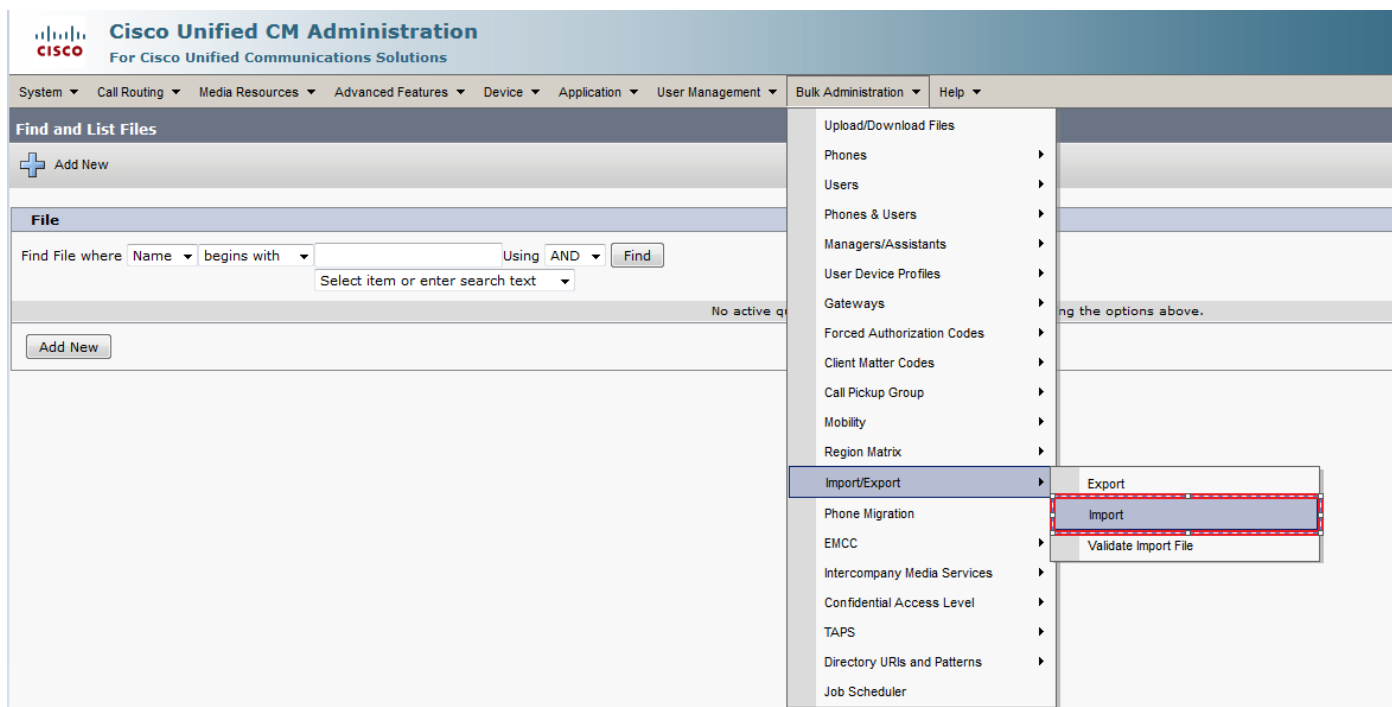 Cisco Unified CM Administration
CISCO
For Cisco Unified Communications Solutions
System Call Routing Media Resources Advanced Features Device Application User Management Bulk Administration Help
Find and List Files
Add New
File
Find File where Name begins with Using AND Find
Select item or enter search text
No active q
ng the options above.
Add New
Upload/Download Files
Phones
Users
Phones & Users
Managers/Assistants
User Device Profiles
Gateways
Forced Authorization Codes
Client Matter Codes
Call Pickup Group
Mobility
Region Matrix
Import/Export
Export
Import
Validate Import File
Phone Migration
EMCC
Intercompany Media Services
Confidential Access Level
TAPS
Directory URIs and Patterns
Job Scheduler